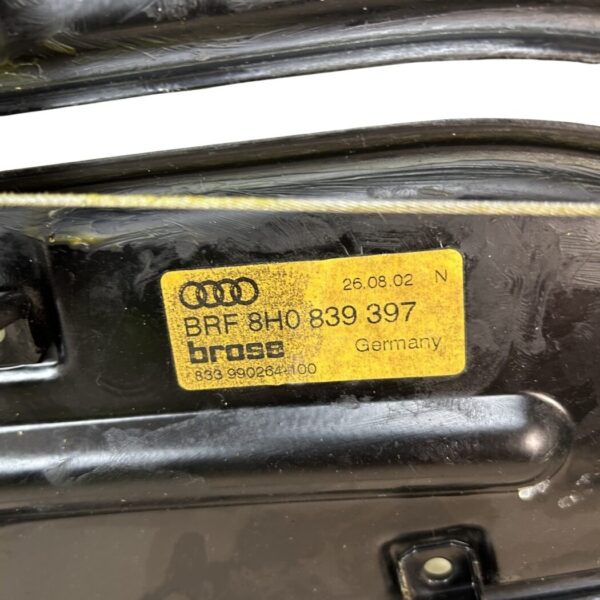 26.08.02 N
BRF 8H0 839 397
brose Germany
833 990264-100